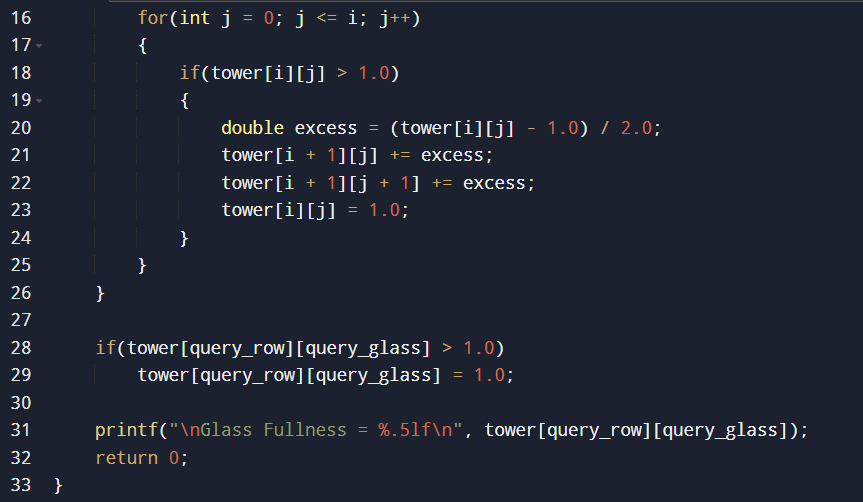 16 for(int j = 0; j <= i; j++)
17 {
18 if(tower[i][j] > 1.0)
19 {
20 double excess = (tower[i][j] - 1.0) / 2.0;
21 tower[i + 1][j] += excess;
22 tower[i + 1][j + 1] += excess;
23 tower[i][j] = 1.0;
24 }
25 }
26 }
27
28 if(tower[query_row][query_glass] > 1.0)
29 tower[query_row][query_glass] = 1.0;
30
31 printf("\nGlass Fullness = %.5lf\n", tower[query_row][query_glass]);
32 return 0;
33 }